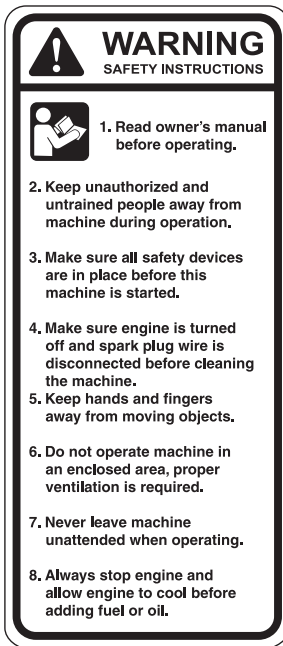 WARNING
SAFETY INSTRUCTIONS
1. Read owner's manual
before operating.
2. Keep unauthorized and
untrained people away from
machine during operation.
3. Make sure all safety devices
are in place before this
machine is started.
4. Make sure engine is turned
off and spark plug wire is
disconnected before cleaning
the machine.
5. Keep hands and fingers
away from moving objects.
6. Do not operate machine in
an enclosed area, proper
ventilation is required.
7. Never leave machine
unattended when operating.
8. Always stop engine and
allow engine to cool before
adding fuel or oil.